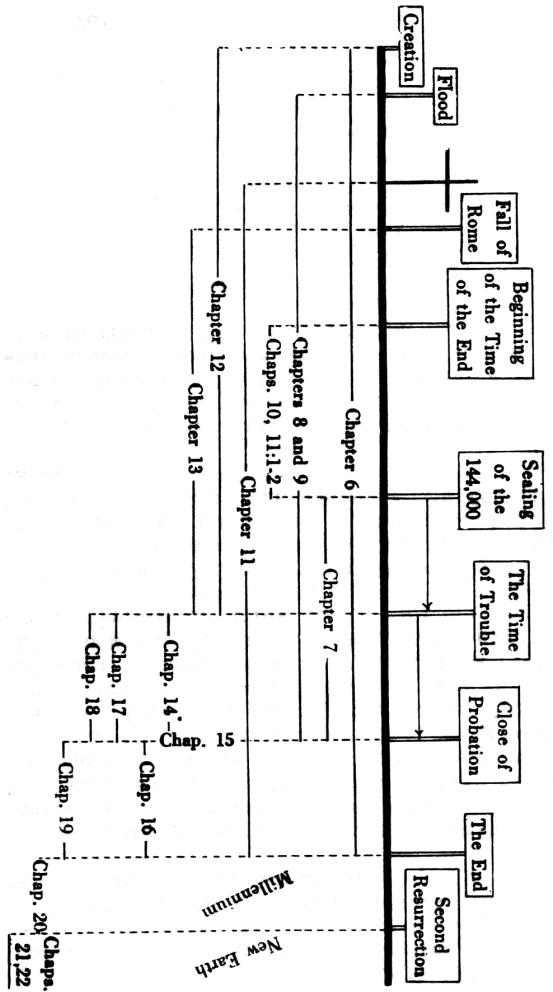 Creation
Flood
Fall of
Rome
Beginning
of the Time
of the End
Sealing
of the
144,000
The Time
of Trouble
Close of
Probation
The End
Second
Resurrection
Chapter 6
Chapter 7
Chapters 8 and 9
Chaps. 10, 11:1-2
Chapter 11
Chapter 12
Chapter 13
Chap. 14*
Chap. 15
Chap. 16
Chap. 17
Chap. 18
Chap. 19
Chap. 20
Chaps.
21,22
Millennium
New Earth